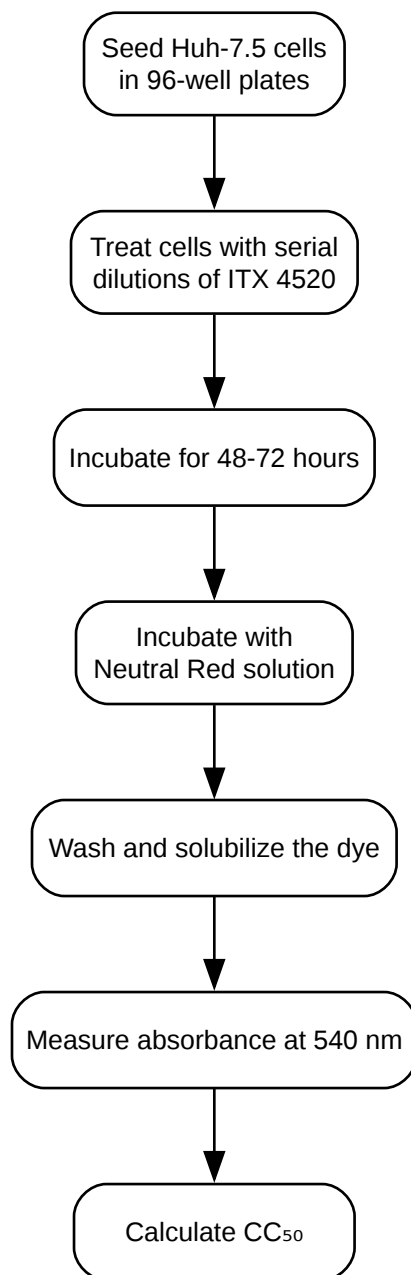 Seed Huh-7.5 cells
in 96-well plates
Treat cells with serial
dilutions of ITX 4520
Incubate for 48-72 hours
Incubate with
Neutral Red solution
Wash and solubilize the dye
Measure absorbance at 540 nm
Calculate CC₅₀